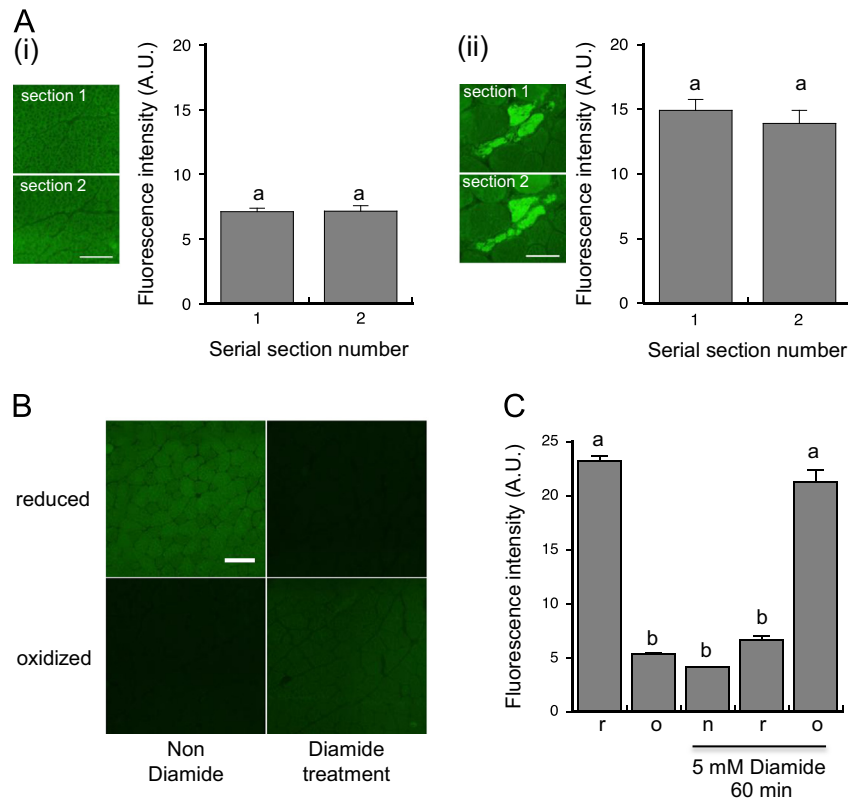 A
(i)
section 1
section 2
Fluorescence intensity (A.U.)
20
15
10
5
0
a
a
1
2
Serial section number
(ii)
section 1
section 2
Fluorescence intensity (A.U.)
20
15
10
5
0
a
a
1
2
Serial section number
B
reduced
oxidized
Non
Diamide
Diamide
treatment
C
Fluorescence intensity (A.U.)
25
20
15
10
5
0
a
b
b
b
a
r
o
n
r
o
5 mM Diamide
60 min